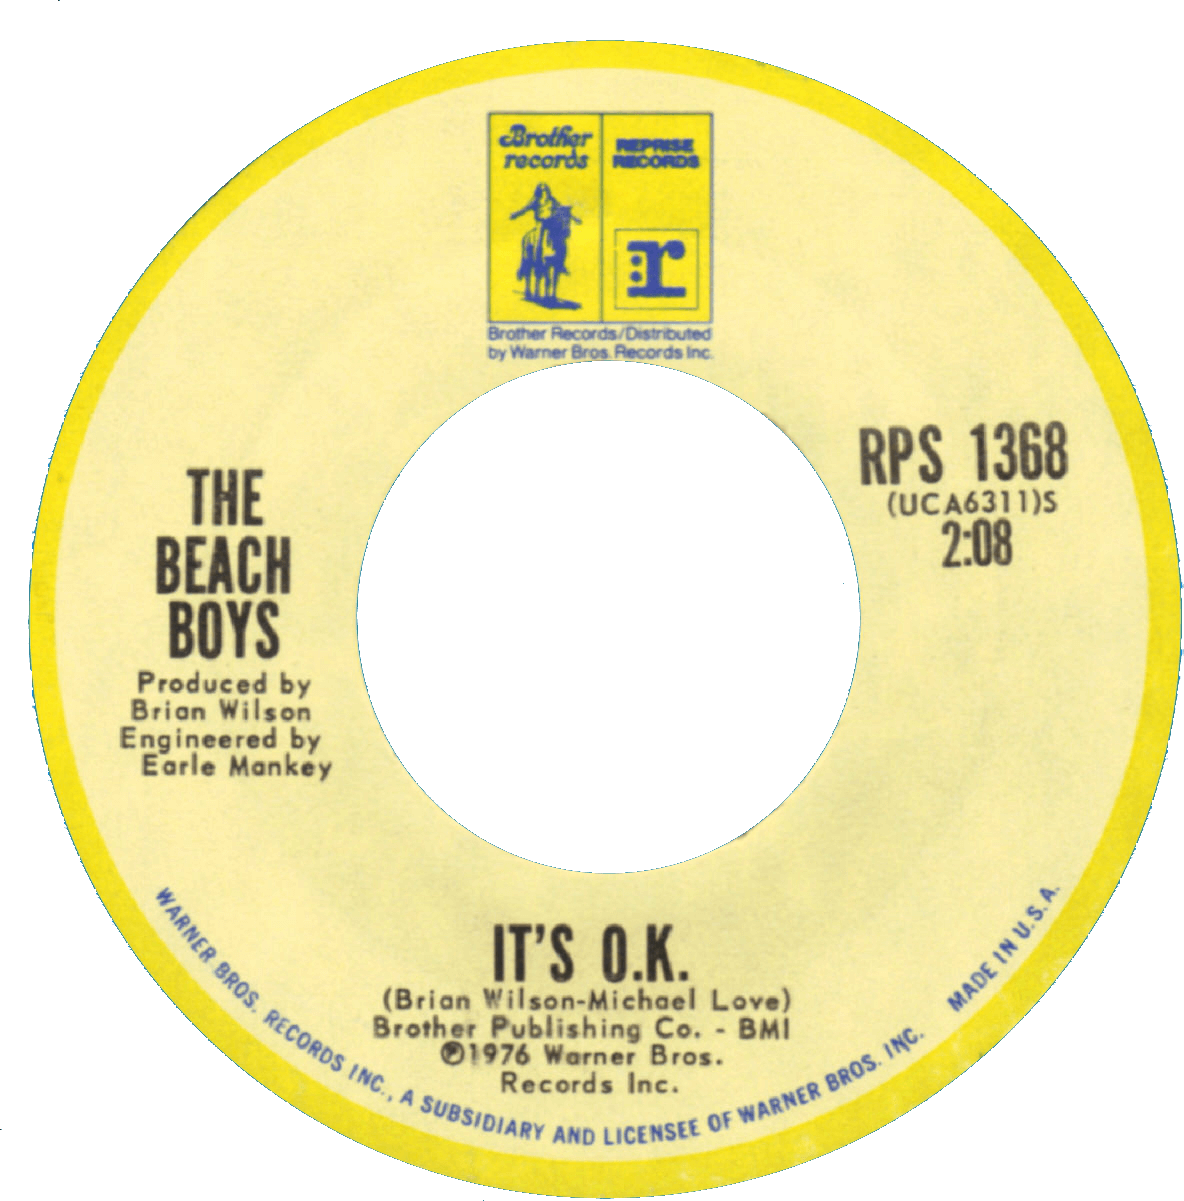 Brother
records
REPRISE
RECORDS
r
Brother Records/Distributed
by Warner Bros. Records Inc.
RPS 1368
(UCA6311)S
2:08
THE
BEACH
BOYS
Produced by
Brian Wilson
Engineered by
Earle Mankey
IT'S O.K.
(Brian Wilson-Michael Love)
Brother Publishing Co. - BMI
℗1976 Warner Bros.
Records Inc.
WARNER BROS. RECORDS INC., A SUBSIDIARY AND LICENSEE OF WARNER BROS. INC. MADE IN U.S.A.